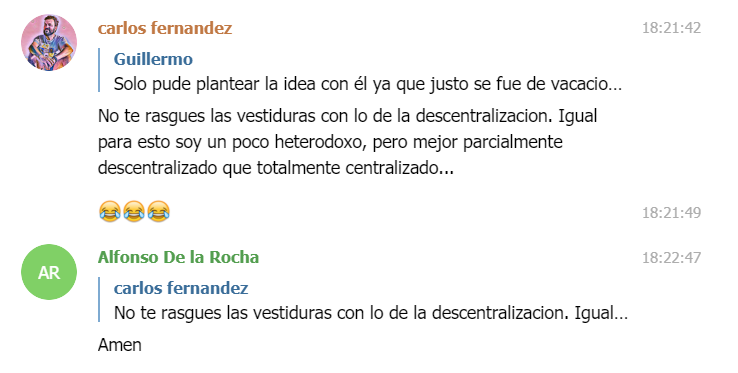 carlos fernandez 18:21:42
Guillermo
Solo pude plantear la idea con él ya que justo se fue de vacacio...
No te rasgues las vestiduras con lo de la descentralizacion. Igual
para esto soy un poco heterodoxo, pero mejor parcialmente
descentralizado que totalmente centralizado...
😂😂😂 18:21:49
Alfonso De la Rocha 18:22:47
AR
carlos fernandez
No te rasgues las vestiduras con lo de la descentralizacion. Igual...
Amen